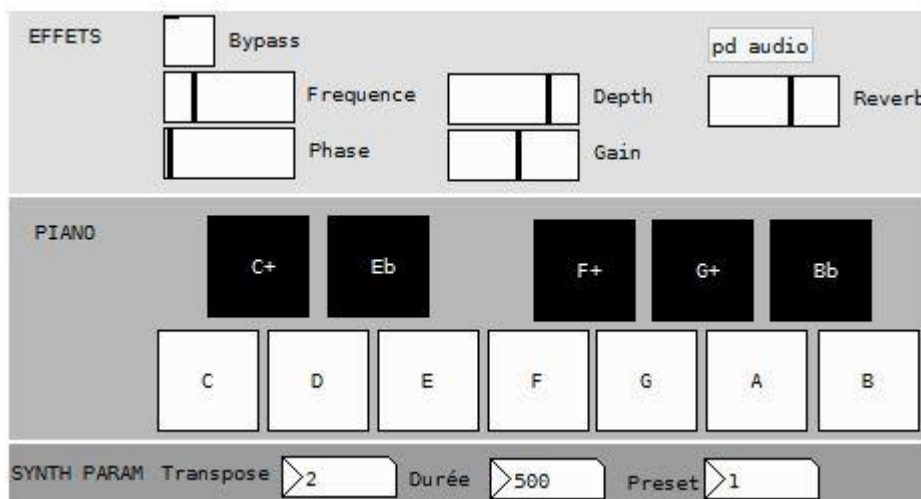 EFFETS
Bypass
pd audio
Frequence
Depth
Reverb
Phase
Gain
PIANO
C+ Eb F+ G+ Bb
C D E F G A B
SYNTH PARAM Transpose 2 Durée 500 Preset 1